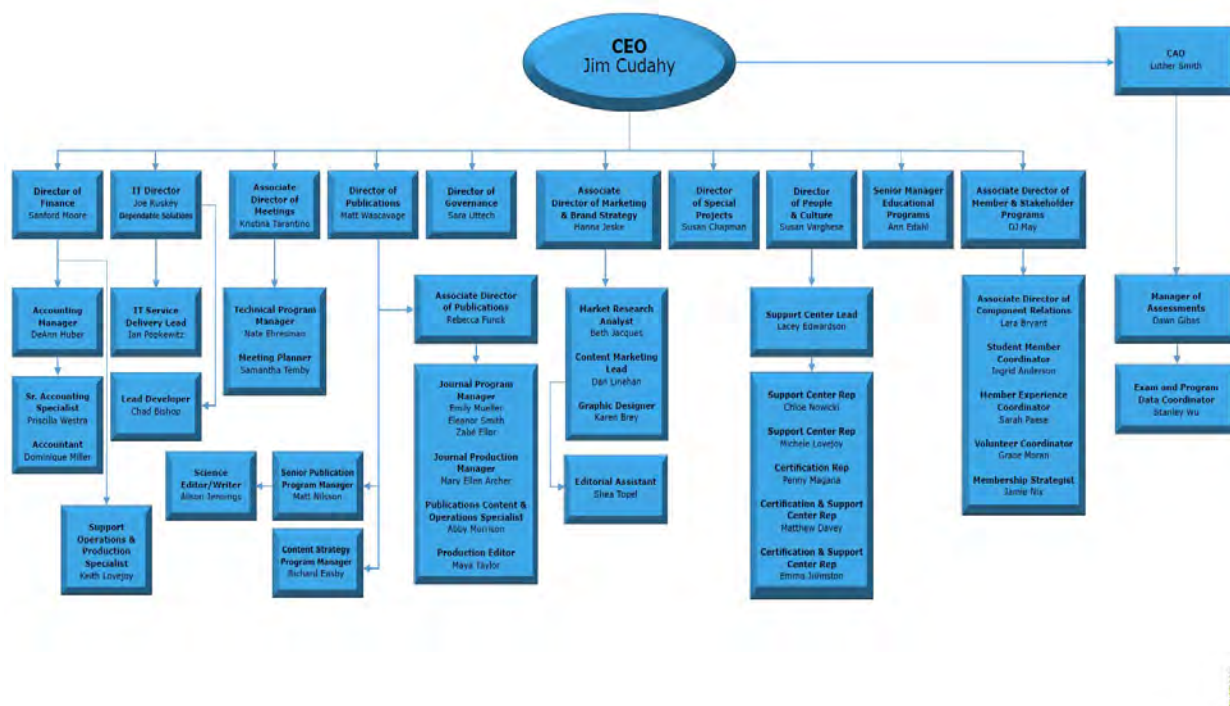 CEO
Jim Cudahy
CAO
Luther Smith
Director of
Finance
Sanford Moore
IT Director
Joe Ruskey
Dependable Solutions
Associate
Director of
Meetings
Kristina Tarantino
Director of
Publications
Matt Wascavage
Director of
Governance
Sara Uttech
Associate
Director of Marketing
& Brand Strategy
Hanna Jeske
Director
of Special
Projects
Susan Chapman
Director
of People
& Culture
Susan Varghese
Senior Manager
Educational
Programs
Ann Edahl
Associate Director of
Member & Stakeholder
Programs
DJ May
Accounting
Manager
DeAnn Huber
IT Service
Delivery Lead
Ian Popkewitz
Technical Program
Manager
Nate Ehresman
Meeting Planner
Samantha Temby
Associate Director
of Publications
Rebecca Funck
Market Research
Analyst
Beth Jacques
Content Marketing
Lead
Dan Linehan
Graphic Designer
Karen Brey
Support Center Lead
Lacey Edwardson
Associate Director of
Component Relations
Lara Bryant
Student Member
Coordinator
Ingrid Anderson
Member Experience
Coordinator
Sarah Paese
Volunteer Coordinator
Grace Moran
Membership Strategist
Jamie Nix
Manager of
Assessments
Dawn Gibas
Sr. Accounting
Specialist
Priscilla Westra
Accountant
Dominique Miller
Lead Developer
Chad Bishop
Journal Program
Manager
Emily Mueller
Eleanor Smith
Zabé Ellor
Journal Production
Manager
Mary Ellen Archer
Publications Content
& Operations Specialist
Abby Morrison
Production Editor
Maya Taylor
Support Center Rep
Chloe Nowicki
Support Center Rep
Michele Lovejoy
Certification Rep
Penny Magana
Certification & Support
Center Rep
Matthew Davey
Certification & Support
Center Rep
Emma Johnston
Exam and Program
Data Coordinator
Stanley Wu
Science
Editor/Writer
Alison Jennings
Senior Publication
Program Manager
Matt Nilsson
Editorial Assistant
Shea Topel
Support
Operations &
Production
Specialist
Keith Lovejoy
Content Strategy
Program Manager
Richard Easby